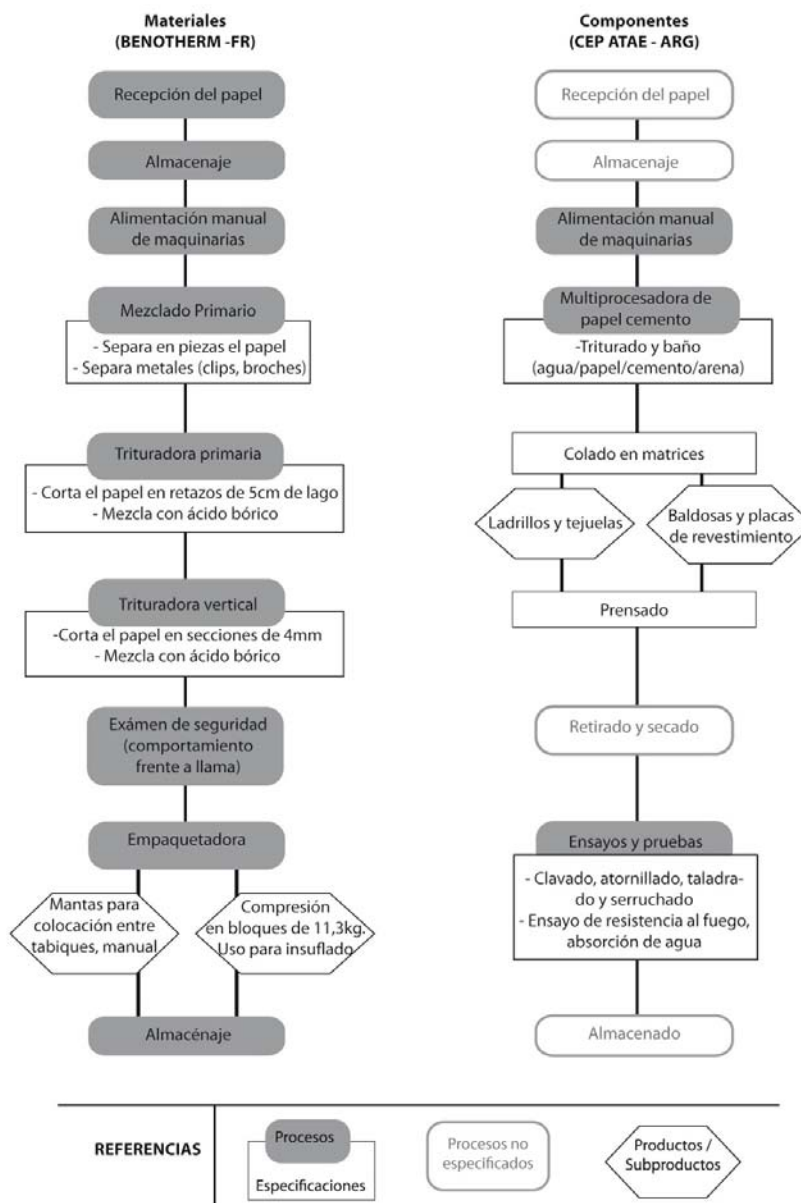 Materiales
(BENOTHERM -FR)
Recepción del papel
Almacenaje
Alimentación manual
de maquinarias
Mezclado Primario
- Separa en piezas el papel
- Separa metales (clips, broches)
Trituradora primaria
- Corta el papel en retazos de 5cm de lago
- Mezcla con ácido bórico
Trituradora vertical
-Corta el papel en secciones de 4mm
- Mezcla con ácido bórico
Exámen de seguridad
(comportamiento
frente a llama)
Empaquetadora
Mantas para
colocación entre
tabiques, manual
Compresión
en bloques de 11,3kg.
Uso para insuflado
Almacénaje
Componentes
(CEP ATAE - ARG)
Recepción del papel
Almacenaje
Alimentación manual
de maquinarias
Multiprocesadora de
papel cemento
-Triturado y baño
(agua/papel/cemento/arena)
Colado en matrices
Ladrillos y tejuelas
Baldosas y placas
de revestimiento
Prensado
Retirado y secado
Ensayos y pruebas
- Clavado, atornillado, taladra-
do y serruchado
- Ensayo de resistencia al fuego,
absorción de agua
Almacenado
REFERENCIAS
Procesos
Especificaciones
Procesos no
especificados
Productos /
Subproductos